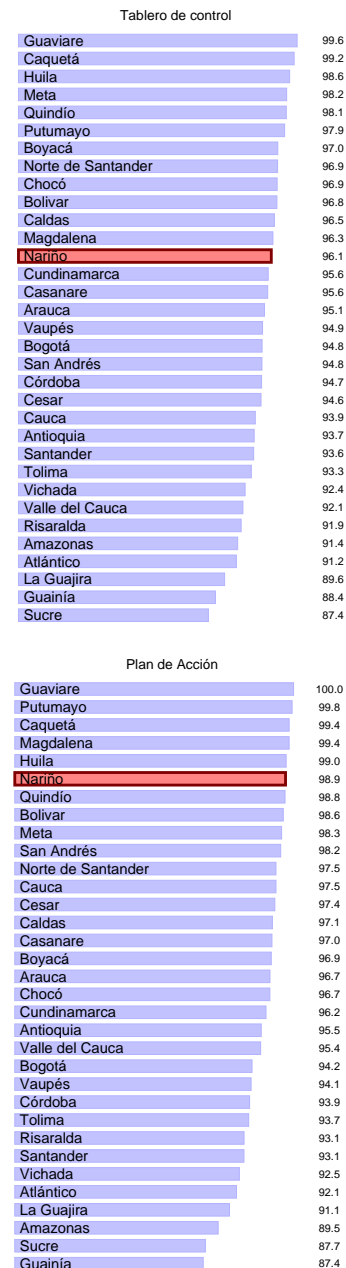 Tablero de control
Guaviare 99.6
Caquetá 99.2
Huila 98.6
Meta 98.2
Quindío 98.1
Putumayo 97.9
Boyacá 97.0
Norte de Santander 96.9
Chocó 96.9
Bolivar 96.8
Caldas 96.5
Magdalena 96.3
Nariño 96.1
Cundinamarca 95.6
Casanare 95.6
Arauca 95.1
Vaupés 94.9
Bogotá 94.8
San Andrés 94.8
Córdoba 94.7
Cesar 94.6
Cauca 93.9
Antioquia 93.7
Santander 93.6
Tolima 93.3
Vichada 92.4
Valle del Cauca 92.1
Risaralda 91.9
Amazonas 91.4
Atlántico 91.2
La Guajira 89.6
Guainía 88.4
Sucre 87.4
Plan de Acción
Guaviare 100.0
Putumayo 99.8
Caquetá 99.4
Magdalena 99.4
Huila 99.0
Nariño 98.9
Quindío 98.8
Bolivar 98.6
Meta 98.3
San Andrés 98.2
Norte de Santander 97.5
Cauca 97.5
Cesar 97.4
Caldas 97.1
Casanare 97.0
Boyacá 96.9
Arauca 96.7
Chocó 96.7
Cundinamarca 96.2
Antioquia 95.5
Valle del Cauca 95.4
Bogotá 94.2
Vaupés 94.1
Córdoba 93.9
Tolima 93.7
Risaralda 93.1
Santander 93.1
Vichada 92.5
Atlántico 92.1
La Guajira 91.1
Amazonas 89.5
Sucre 87.7
Guainía 87.4